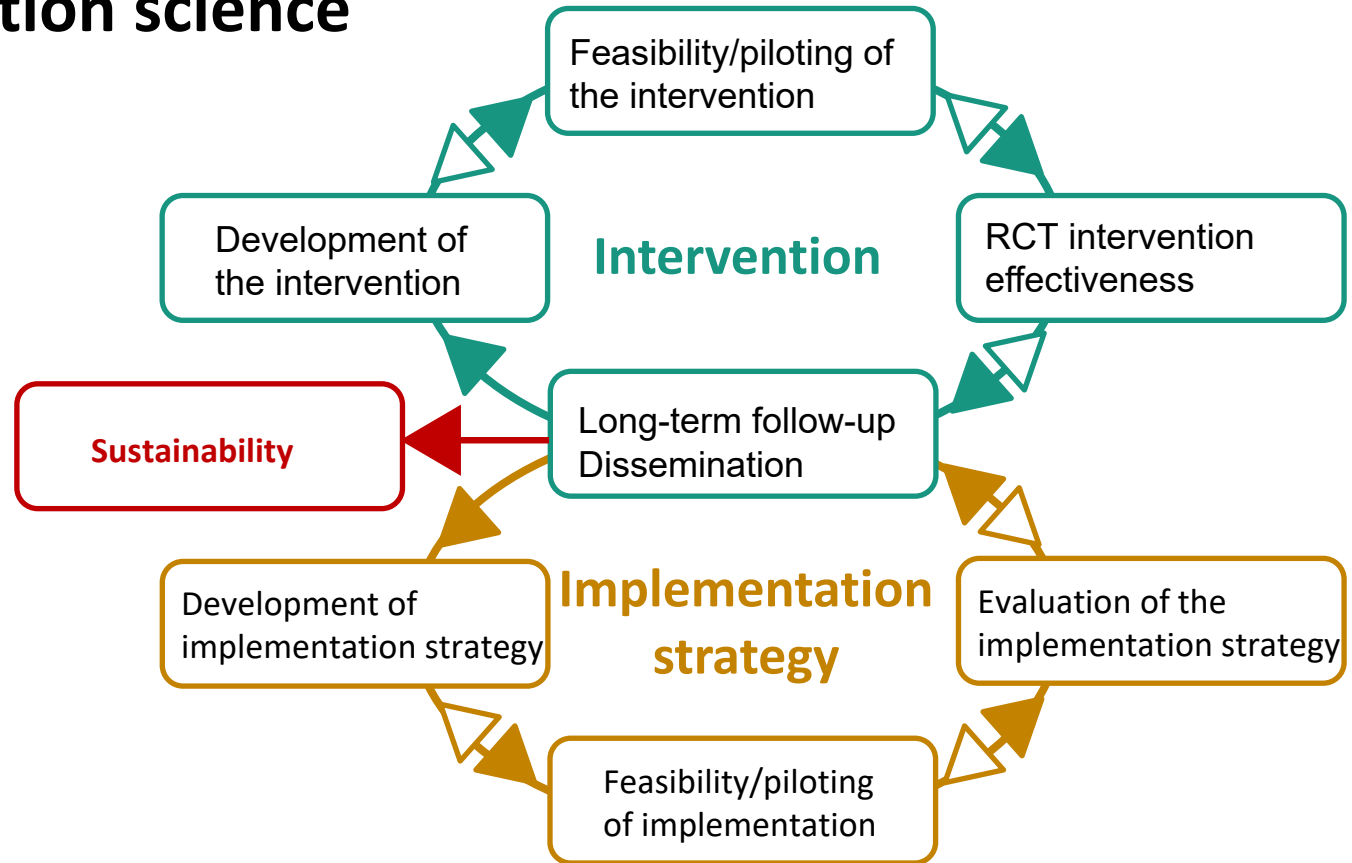 tion science
Feasibility/piloting of
the intervention
Development of
the intervention
Intervention
RCT intervention
effectiveness
Sustainability
Long-term follow-up
Dissemination
Development of
implementation strategy
Implementation
strategy
Evaluation of the
implementation strategy
Feasibility/piloting
of implementation